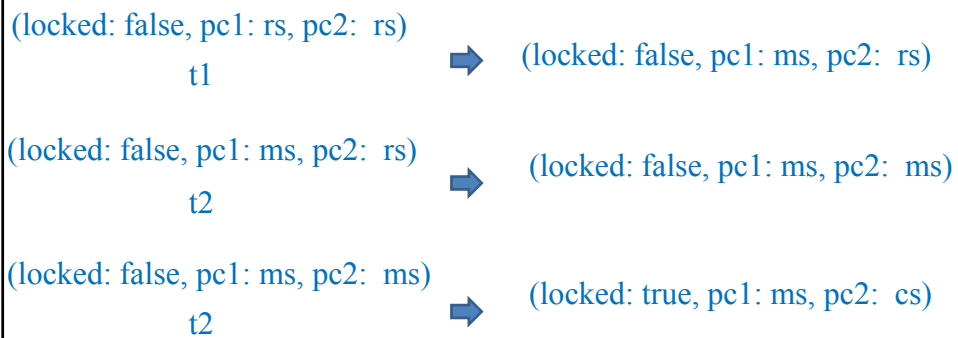 (locked: false, pc1: rs, pc2: rs)
t1
(locked: false, pc1: ms, pc2: rs)
(locked: false, pc1: ms, pc2: rs)
t2
(locked: false, pc1: ms, pc2: ms)
(locked: false, pc1: ms, pc2: ms)
t2
(locked: true, pc1: ms, pc2: cs)